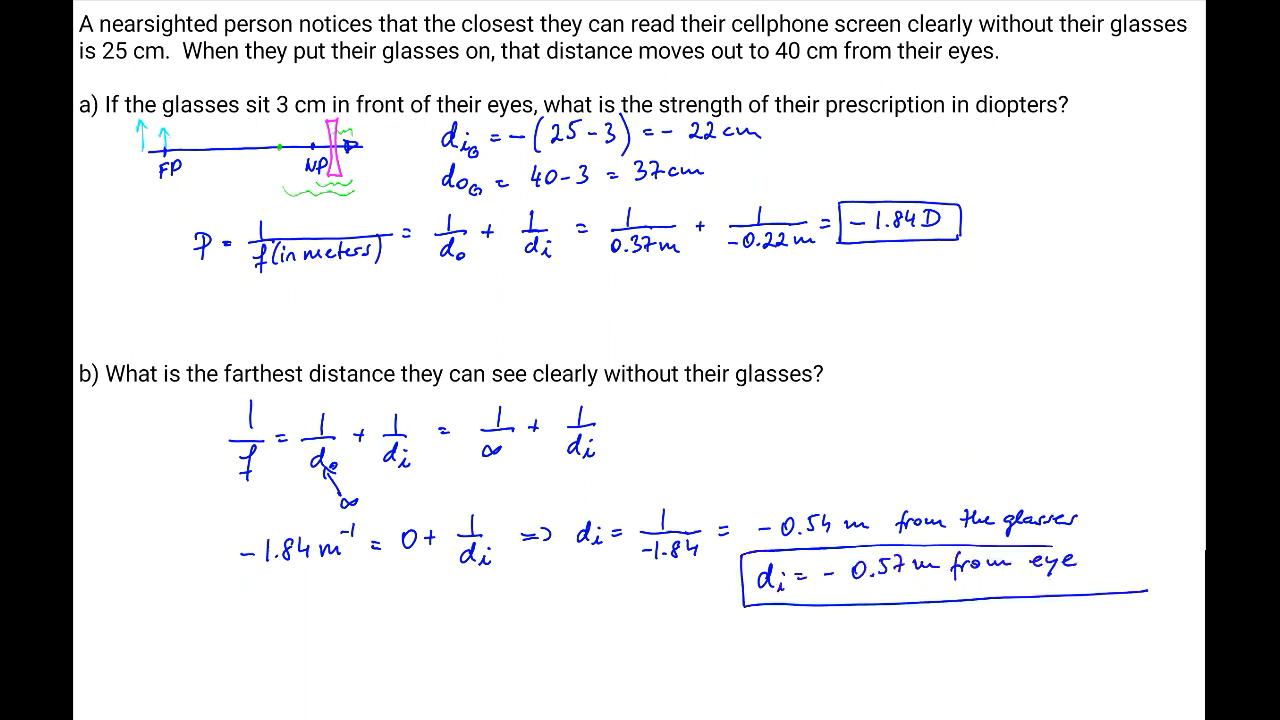 A nearsighted person notices that the closest they can read their cellphone screen clearly without their glasses
is 25 cm. When they put their glasses on, that distance moves out to 40 cm from their eyes.
a) If the glasses sit 3 cm in front of their eyes, what is the strength of their prescription in diopters?
FP NP
diG = -(25-3) = - 22 cm
doG = 40-3 = 37 cm
P = 1/f(in meters) = 1/do + 1/di = 1/0.37m + 1/-0.22m = -1.84 D
b) What is the farthest distance they can see clearly without their glasses?
1/f = 1/do + 1/di = 1/∞ + 1/di
∞
-1.84 m⁻¹ = 0 + 1/di => di = 1/-1.84 = -0.54 m from the glasses
di = - 0.57 m from eye